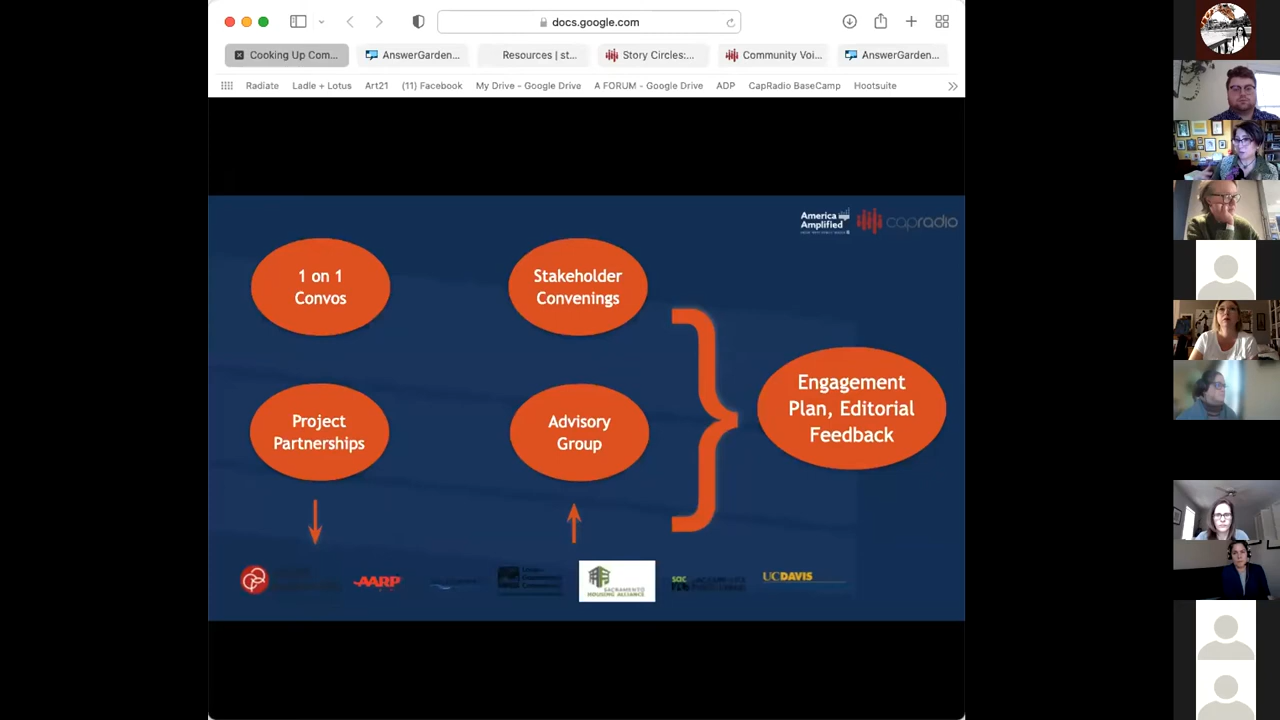 docs.google.com
Cooking Up Com...
AnswerGarden...
Resources | st...
Story Circles:...
Community Voi...
AnswerGarden...
Radiate
Ladle + Lotus
Art21
(11) Facebook
My Drive – Google Drive
A FORUM - Google Drive
ADP
CapRadio BaseCamp
Hootsuite
America
Amplified
capradio
1 on 1
Convos
Stakeholder
Convenings
Project
Partnerships
Advisory
Group
Engagement
Plan, Editorial
Feedback
AARP
SACRAMENTO
HOUSING ALLIANCE
UCDAVIS